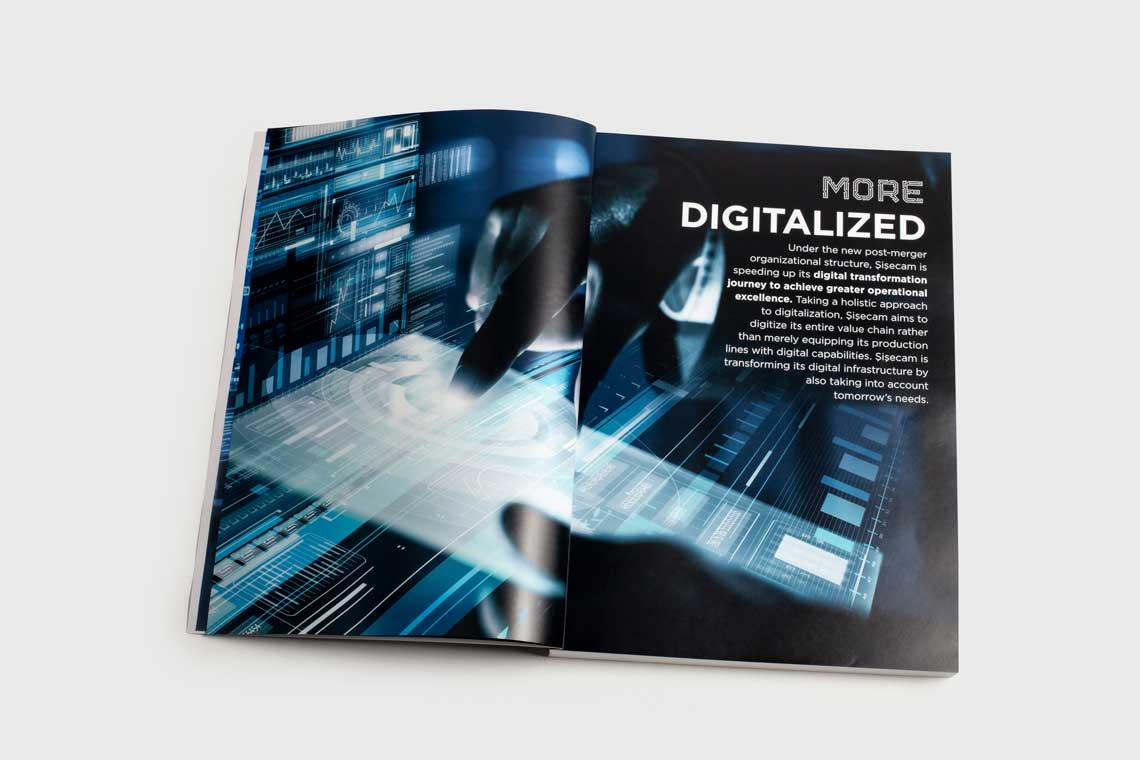 MORE
DIGITALIZED
Under the new post-merger
organizational structure, Şişecam is
speeding up its digital transformation
journey to achieve greater operational
excellence. Taking a holistic approach
to digitalization, Şişecam aims to
digitize its entire value chain rather
than merely equipping its production
lines with digital capabilities. Şişecam is
transforming its digital infrastructure by
also taking into account
tomorrow's needs.